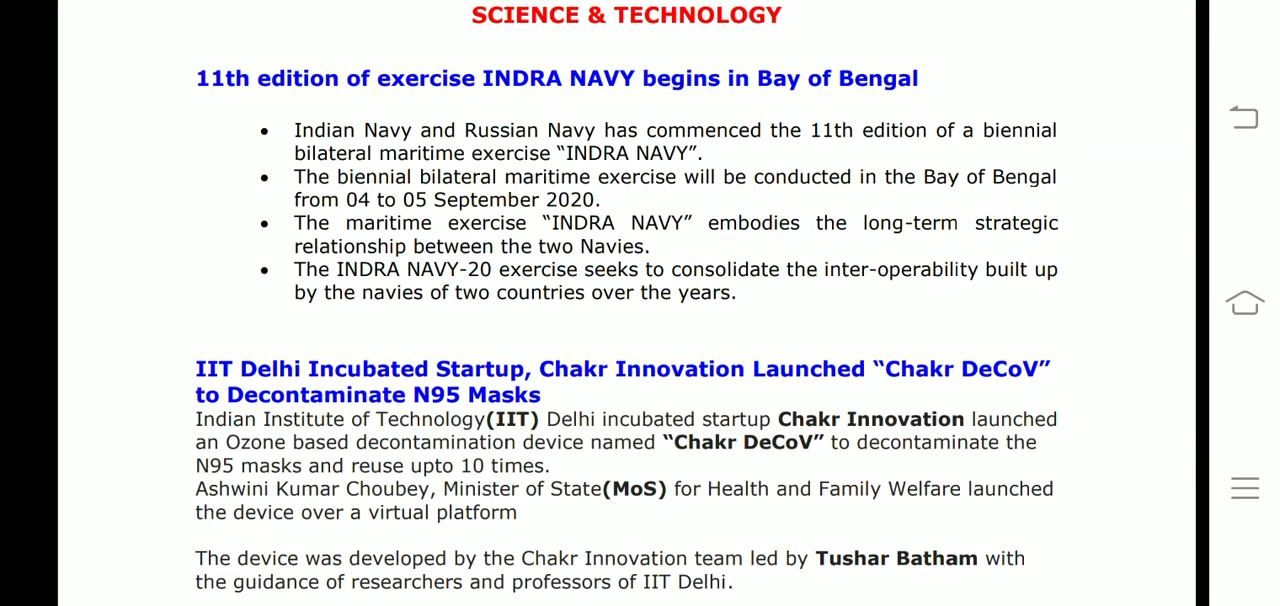 SCIENCE & TECHNOLOGY
11th edition of exercise INDRA NAVY begins in Bay of Bengal
• Indian Navy and Russian Navy has commenced the 11th edition of a biennial
bilateral maritime exercise “INDRA NAVY”.
• The biennial bilateral maritime exercise will be conducted in the Bay of Bengal
from 04 to 05 September 2020.
• The maritime exercise “INDRA NAVY” embodies the long-term strategic
relationship between the two Navies.
• The INDRA NAVY-20 exercise seeks to consolidate the inter-operability built up
by the navies of two countries over the years.
IIT Delhi Incubated Startup, Chakr Innovation Launched “Chakr DeCoV”
to Decontaminate N95 Masks
Indian Institute of Technology(IIT) Delhi incubated startup Chakr Innovation launched
an Ozone based decontamination device named “Chakr DeCoV” to decontaminate the
N95 masks and reuse upto 10 times.
Ashwini Kumar Choubey, Minister of State(MoS) for Health and Family Welfare launched
the device over a virtual platform
The device was developed by the Chakr Innovation team led by Tushar Batham with
the guidance of researchers and professors of IIT Delhi.